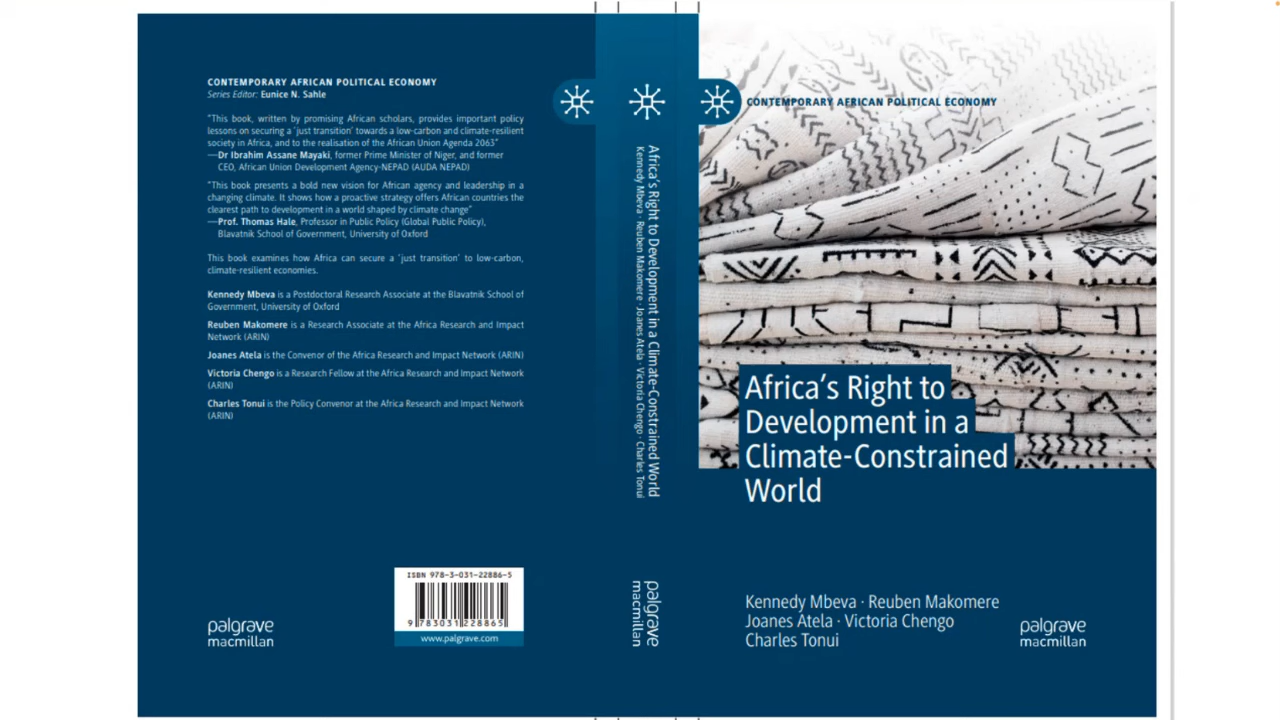 CONTEMPORARY AFRICAN POLITICAL ECONOMY
Series Editor: Eunice N. Sahle
"This book, written by promising African scholars, provides important policy
lessons on securing a 'just transition' towards a low-carbon and climate-resilient
society in Africa, and to the realisation of the African Union Agenda 2063"
—Dr Ibrahim Assane Mayaki, former Prime Minister of Niger, and former
CEO, African Union Development Agency-NEPAD (AUDA NEPAD)
"This book presents a bold new vision for African agency and leadership in a
changing climate. It shows how a proactive strategy offers African countries the
clearest path to development in a world shaped by climate change"
—Prof. Thomas Hale, Professor in Public Policy (Global Public Policy),
Blavatnik School of Government, University of Oxford
This book examines how Africa can secure a 'just transition' to low-carbon,
climate-resilient economies.
Kennedy Mbeva is a Postdoctoral Research Associate at the Blavatnik School of
Government, University of Oxford
Reuben Makomere is a Research Associate at the Africa Research and Impact
Network (ARIN)
Joanes Atela is the Convenor of the Africa Research and Impact Network (ARIN)
Victoria Chengo is a Research Fellow at the Africa Research and Impact Network
(ARIN)
Charles Tonui is the Policy Convenor at the Africa Research and Impact Network
(ARIN)
palgrave
macmillan
ISBN 978-3-031-22886-5
9 783031 228865
www.palgrave.com
Africa's Right to Development in a Climate-Constrained World
Kennedy Mbeva · Reuben Makomere · Joanes Atela · Victoria Chengo · Charles Tonui
palgrave
macmillan
CONTEMPORARY AFRICAN POLITICAL ECONOMY
Africa's Right to
Development in a
Climate-Constrained
World
Kennedy Mbeva · Reuben Makomere
Joanes Atela · Victoria Chengo
Charles Tonui
palgrave
macmillan